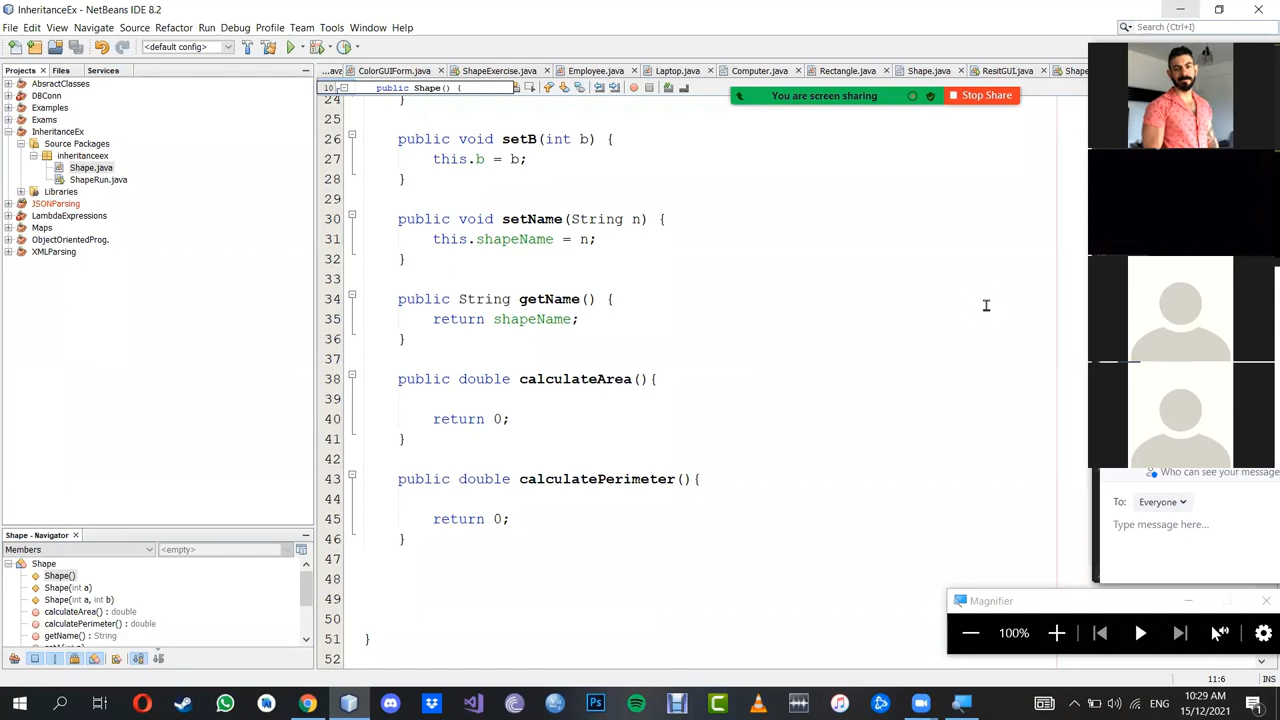 InheritanceEx - NetBeans IDE 8.2
File Edit View Navigate Source Refactor Run Debug Profile Team Tools Window Help
Search (Ctrl+I)
<default config>
Projects Files Services
...ava ColorGUIForm.java ShapeExercise.java Employee.java Laptop.java Computer.java Rectangle.java Shape.java ResitGUI.java Shape
10 public Shape() {
You are screen sharing Stop Share
AbstractClasses
DBConn
Examples
Exams
InheritanceEx
Source Packages
inheritanceex
Shape.java
ShapeRun.java
Libraries
JSONParsing
LambdaExpressions
Maps
ObjectOrientedProg.
XMLParsing
24 }
25
26 public void setB(int b) {
27 this.b = b;
28 }
29
30 public void setName(String n) {
31 this.shapeName = n;
32 }
33
34 public String getName() {
35 return shapeName;
36 }
37
38 public double calculateArea(){
39
40 return 0;
41 }
42
43 public double calculatePerimeter(){
44
45 return 0;
46 }
47
48
49
50
51 }
52
Shape - Navigator
Members <empty>
Shape
Shape()
Shape(int a)
Shape(int a, int b)
calculateArea() : double
calculatePerimeter() : double
getName() : String
Who can see your message
To: Everyone
Type message here...
Magnifier
100%
11:6 INS
ENG
10:29 AM
15/12/2021